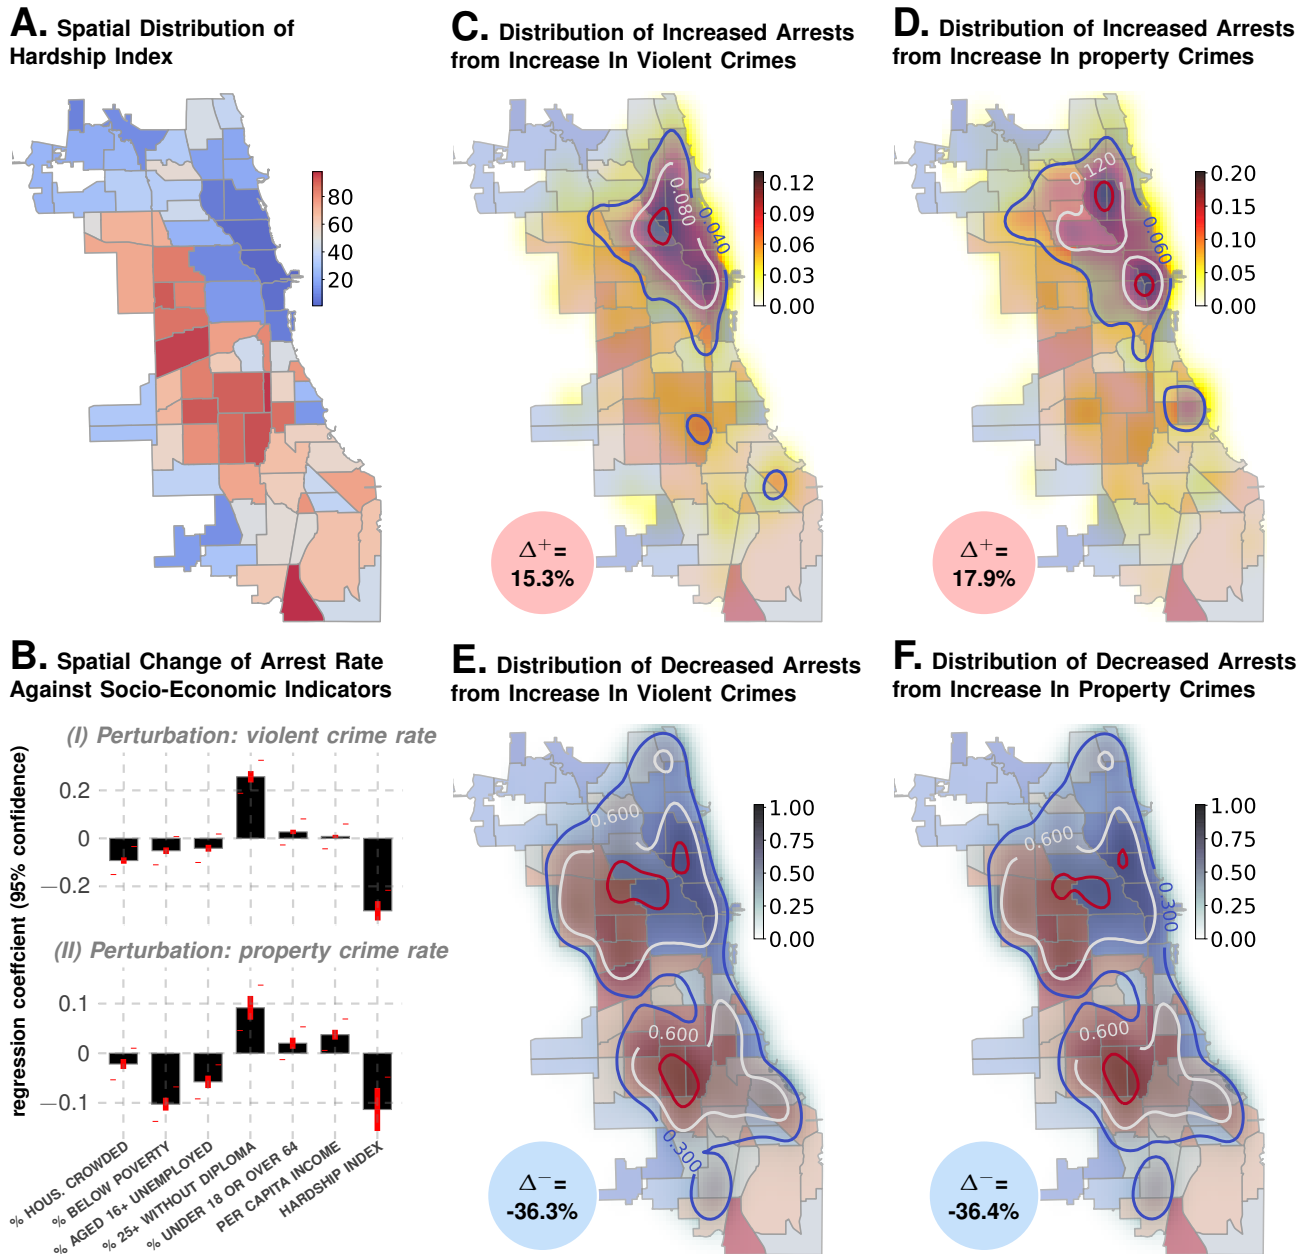 A. Spatial Distribution of
Hardship Index
80
60
40
20
C. Distribution of Increased Arrests
from Increase In Violent Crimes
0.080
0.040
0.12
0.09
0.06
0.03
0.00
Δ+=
15.3%
D. Distribution of Increased Arrests
from Increase In property Crimes
0.120
0.060
0.20
0.15
0.10
0.05
0.00
Δ+=
17.9%
B. Spatial Change of Arrest Rate
Against Socio-Economic Indicators
regression coeffcient (95% confidence)
(I) Perturbation: violent crime rate
0.2
0
−0.2
(II) Perturbation: property crime rate
0.1
0
−0.1
% HOUS. CROWDED
% BELOW POVERTY
% AGED 16+ UNEMPLOYED
% 25+ WITHOUT DIPLOMA
% UNDER 18 OR OVER 64
PER CAPITA INCOME
HARDSHIP INDEX
E. Distribution of Decreased Arrests
from Increase In Violent Crimes
0.600
0.600
0.300
1.00
0.75
0.50
0.25
0.00
Δ−=
-36.3%
F. Distribution of Decreased Arrests
from Increase In Property Crimes
0.600
0.300
0.600
1.00
0.75
0.50
0.25
0.00
Δ−=
-36.4%